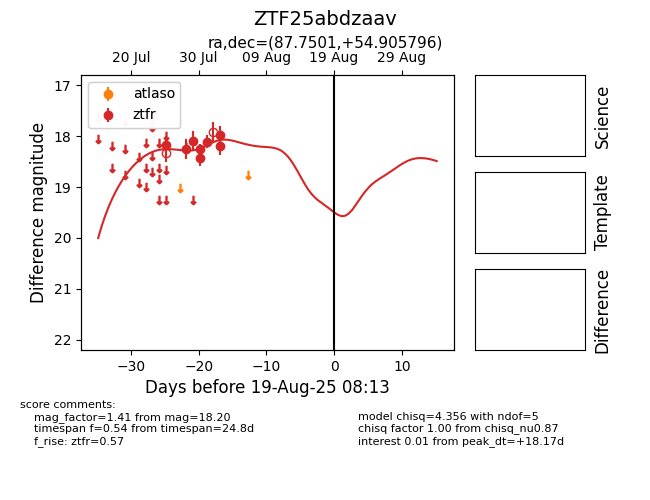 ZTF25abdzaav
ra,dec=(87.7501,+54.905796)
20 Jul 30 Jul 09 Aug 19 Aug 29 Aug
atlaso
ztfr
17
18
19
20
21
22
Difference magnitude
−30 −20 −10 0 10
Days before 19-Aug-25 08:13
Science
Template
Difference
score comments:
mag_factor=1.41 from mag=18.20
timespan f=0.54 from timespan=24.8d
f_rise: ztfr=0.57
model chisq=4.356 with ndof=5
chisq factor 1.00 from chisq_nu0.87
interest 0.01 from peak_dt=+18.17d